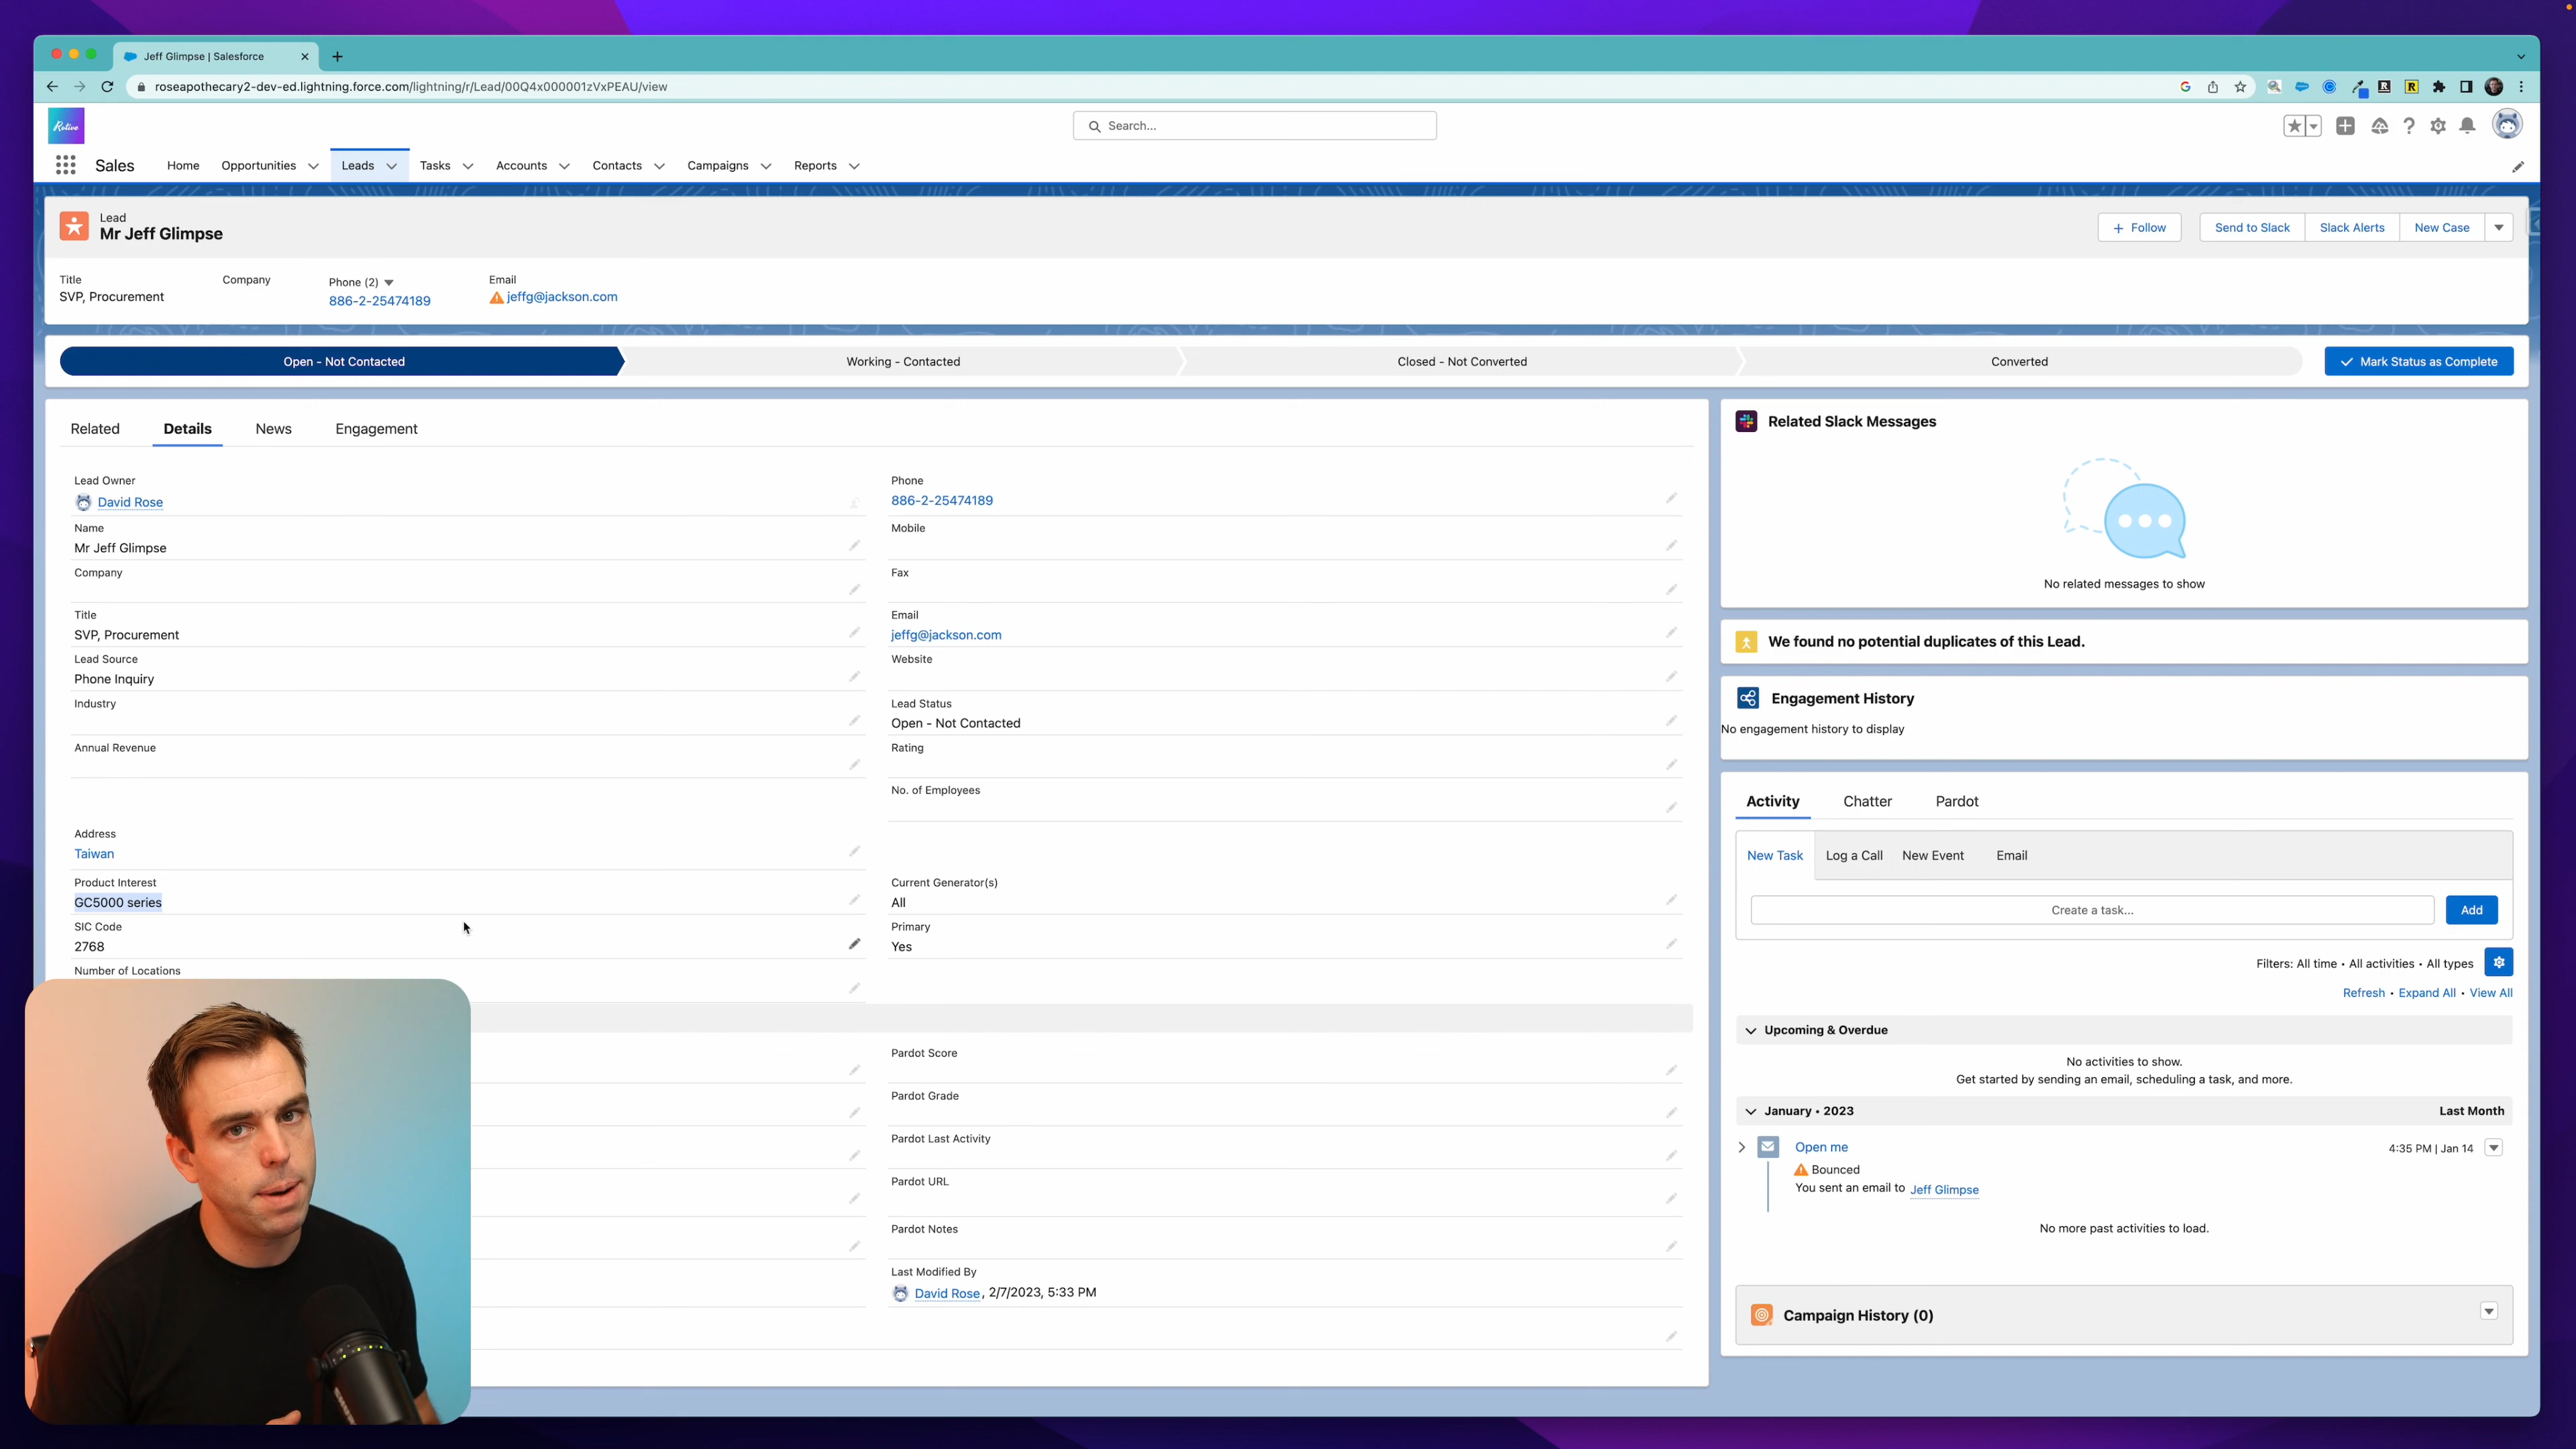 Jeff Glimpse | Salesforce
roseapothecary2-dev-ed.lightning.force.com/lightning/r/Lead/00Q4x000001zVxPEAU/view
Relive
Search...
Sales Home Opportunities Leads Tasks Accounts Contacts Campaigns Reports
Lead
Mr Jeff Glimpse
+ Follow Send to Slack Slack Alerts New Case
Title Company Phone (2) Email
SVP, Procurement 886-2-25474189 jeffg@jackson.com
Open - Not Contacted Working - Contacted Closed - Not Converted Converted Mark Status as Complete
Related Details News Engagement
Lead Owner
David Rose
Name
Mr Jeff Glimpse
Company
Title
SVP, Procurement
Lead Source
Phone Inquiry
Industry
Annual Revenue
Address
Taiwan
Product Interest
GC5000 series
SIC Code
2768
Number of Locations
Phone
886-2-25474189
Mobile
Fax
Email
jeffg@jackson.com
Website
Lead Status
Open - Not Contacted
Rating
No. of Employees
Current Generator(s)
All
Primary
Yes
Pardot Score
Pardot Grade
Pardot Last Activity
Pardot URL
Pardot Notes
Last Modified By
David Rose, 2/7/2023, 5:33 PM
Related Slack Messages
No related messages to show
We found no potential duplicates of this Lead.
Engagement History
No engagement history to display
Activity Chatter Pardot
New Task Log a Call New Event Email
Create a task... Add
Filters: All time • All activities • All types
Refresh • Expand All • View All
Upcoming & Overdue
No activities to show.
Get started by sending an email, scheduling a task, and more.
January • 2023 Last Month
Open me 4:35 PM | Jan 14
Bounced
You sent an email to Jeff Glimpse
No more past activities to load.
Campaign History (0)